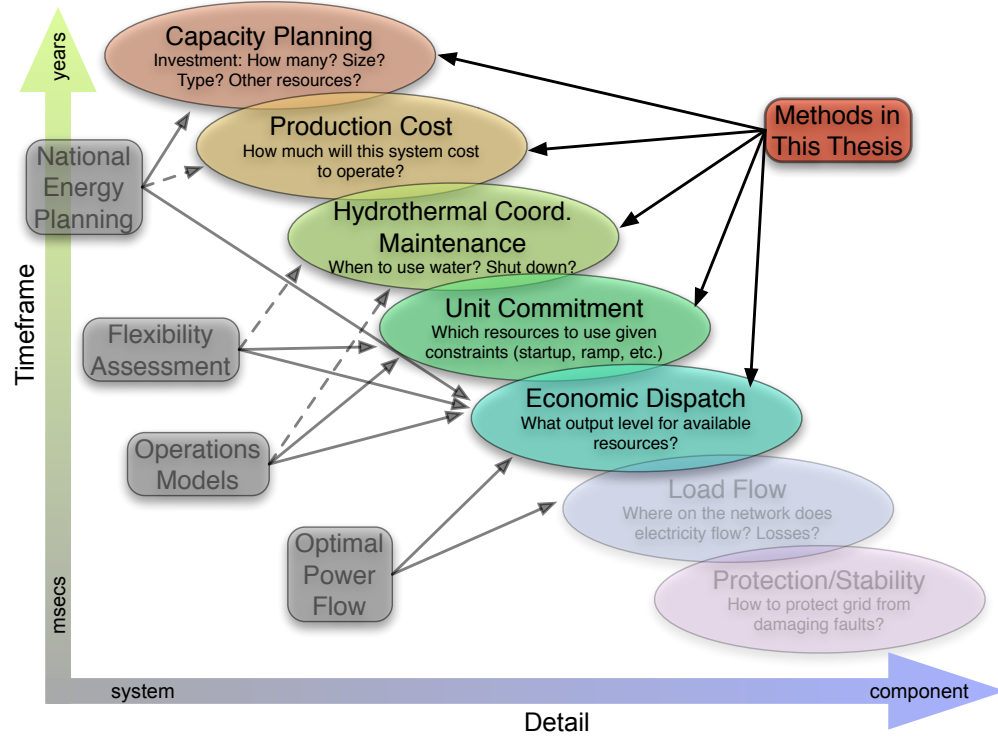 years
Capacity Planning
Investment: How many? Size?
Type? Other resources?
Methods in
This Thesis
Production Cost
How much will this system cost
to operate?
National
Energy
Planning
Hydrothermal Coord.
Maintenance
When to use water? Shut down?
Timeframe
Unit Commitment
Which resources to use given
constraints (startup, ramp, etc.)
Flexibility
Assessment
Economic Dispatch
What output level for available
resources?
Operations
Models
Load Flow
Where on the network does
electricity flow? Losses?
Optimal
Power
Flow
Protection/Stability
How to protect grid from
damaging faults?
msecs
system
component
Detail